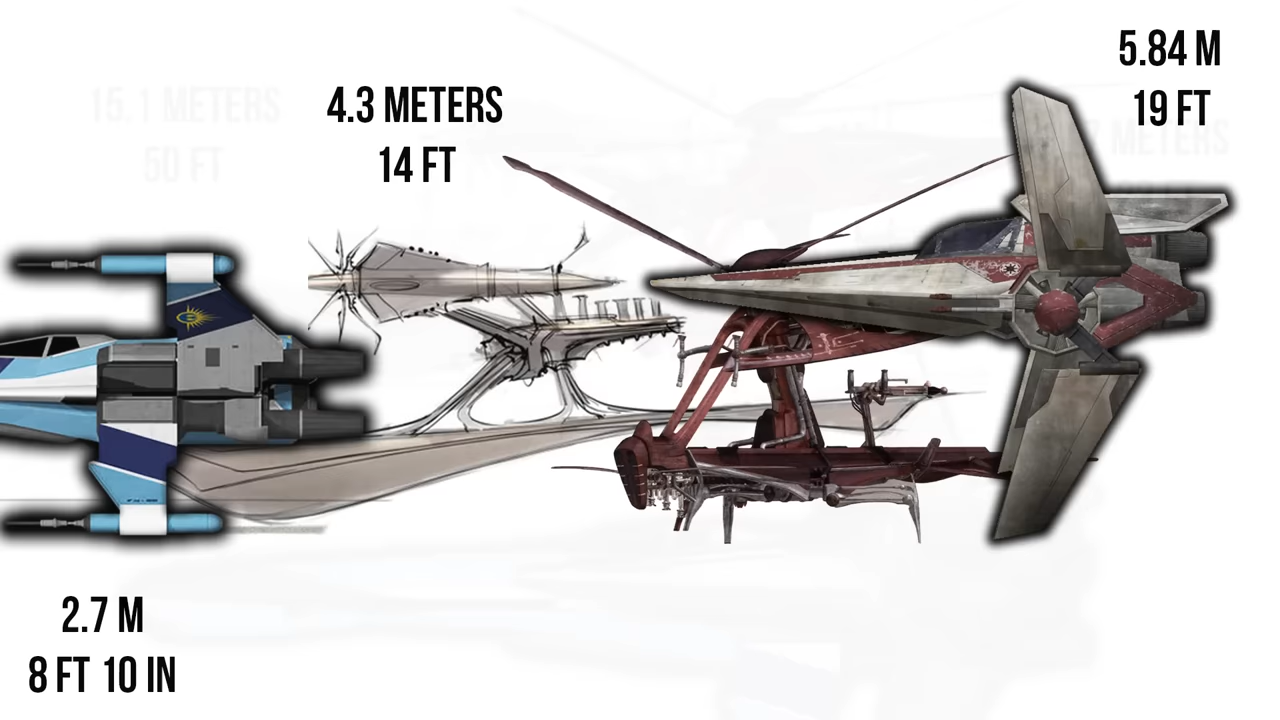 5.84 M
19 FT
4.3 METERS
14 FT
15.1 METERS
50 FT
METERS
2.7 M
8 FT 10 IN